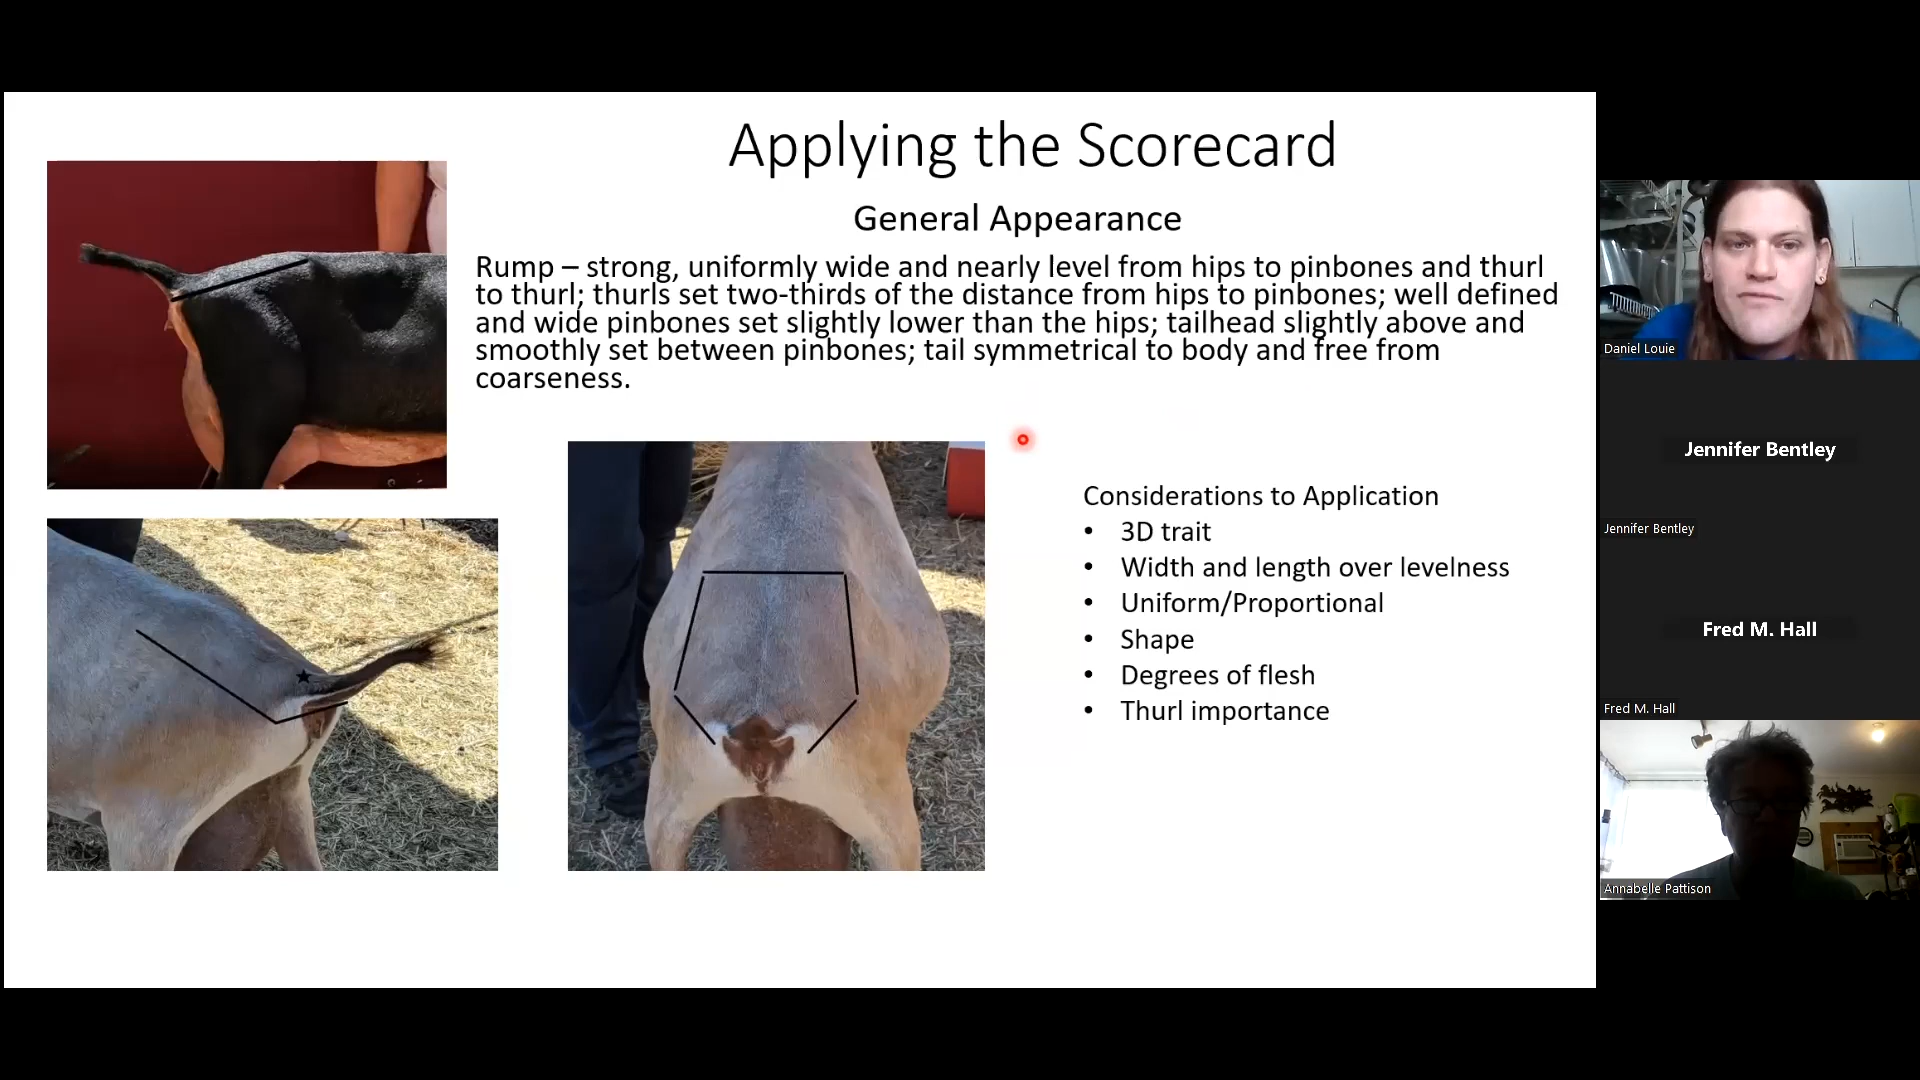 Applying the Scorecard
General Appearance
Rump – strong, uniformly wide and nearly level from hips to pinbones and thurl
to thurl; thurls set two-thirds of the distance from hips to pinbones; well defined
and wide pinbones set slightly lower than the hips; tailhead slightly above and
smoothly set between pinbones; tail symmetrical to body and free from
coarseness.
Considerations to Application
• 3D trait
• Width and length over levelness
• Uniform/Proportional
• Shape
• Degrees of flesh
• Thurl importance
Daniel Louie
Jennifer Bentley
Jennifer Bentley
Fred M. Hall
Fred M. Hall
Annabelle Pattison